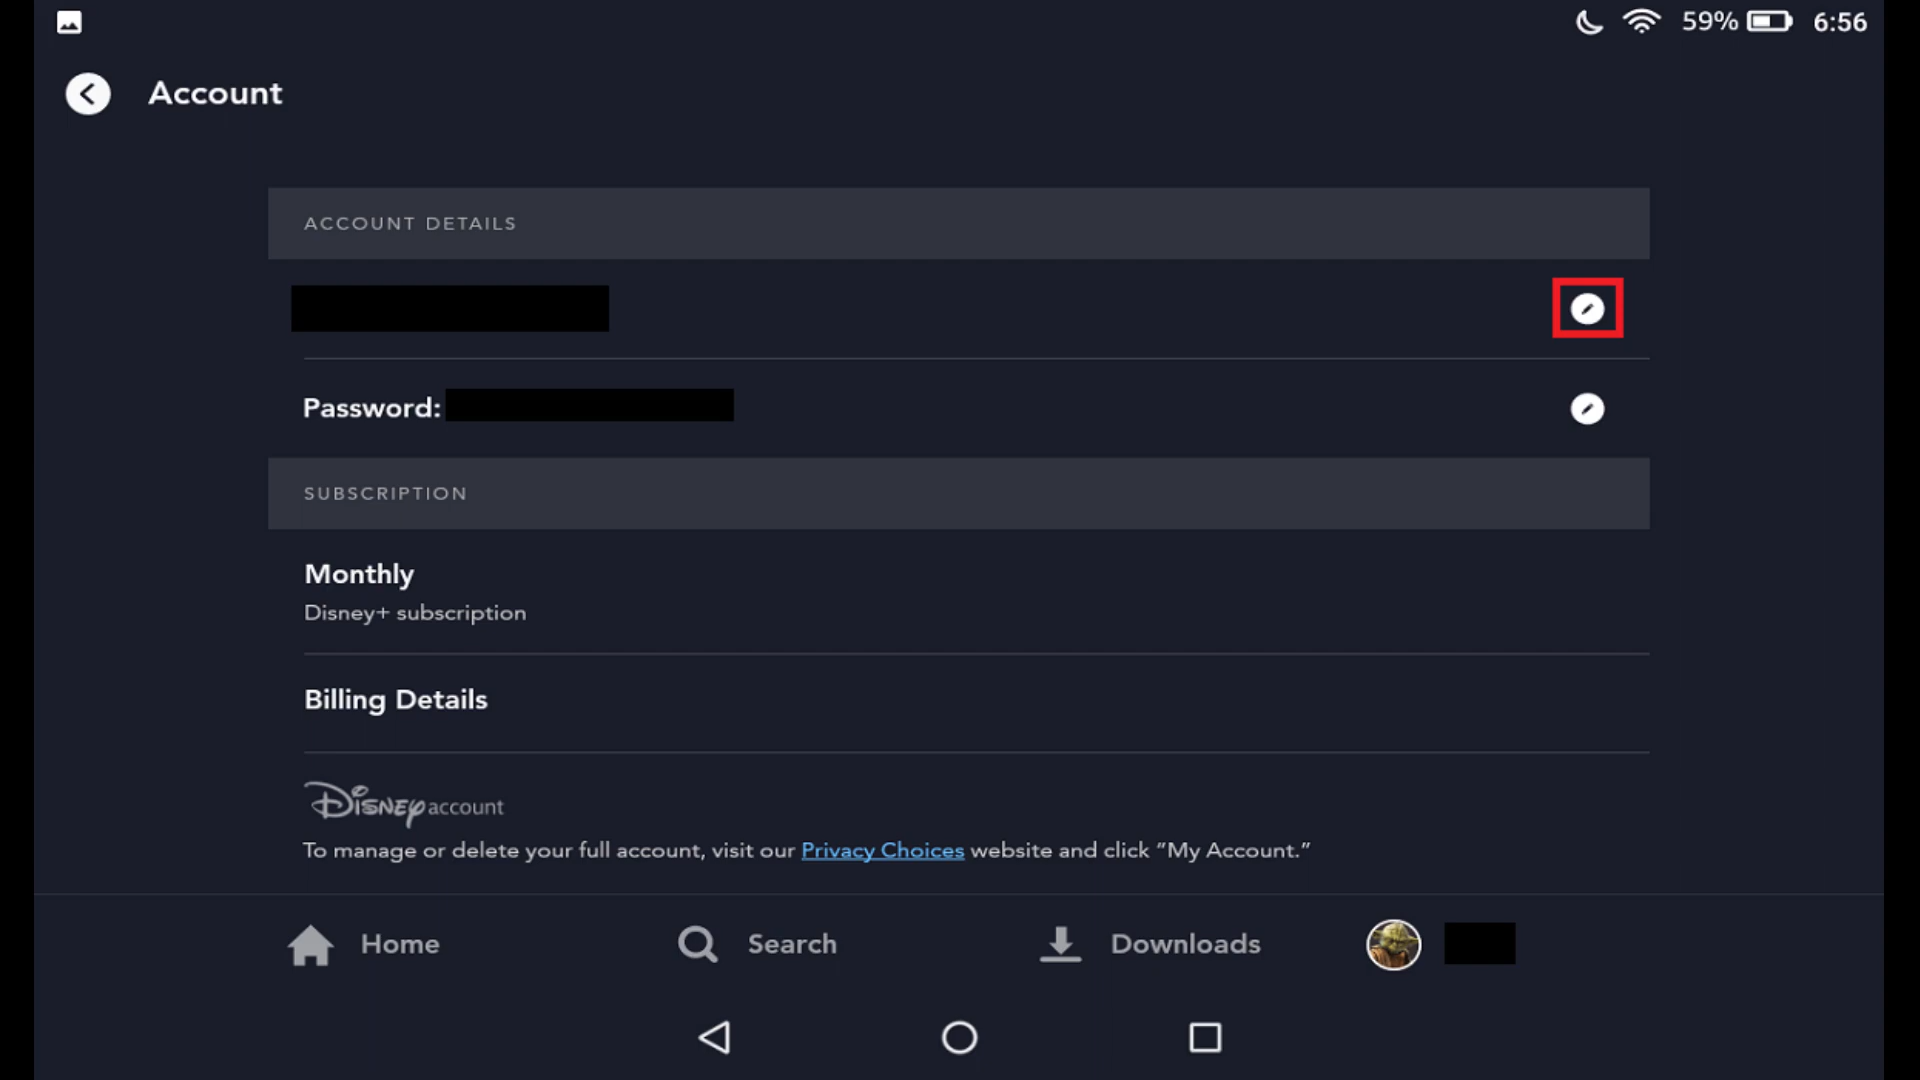 59% 6:56
Account
ACCOUNT DETAILS
Password:
SUBSCRIPTION
Monthly
Disney+ subscription
Billing Details
Disney account
To manage or delete your full account, visit our Privacy Choices website and click “My Account.”
Home Search Downloads